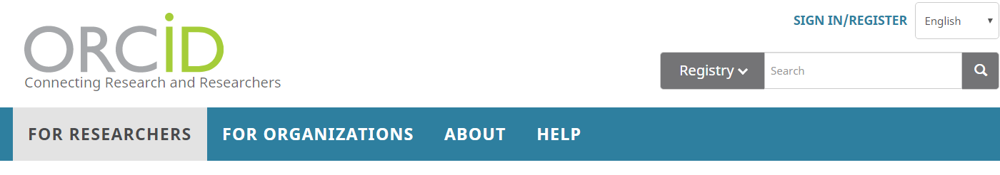 ORCiD
Connecting Research and Researchers
SIGN IN/REGISTER
English
Registry
Search
FOR RESEARCHERS
FOR ORGANIZATIONS
ABOUT
HELP